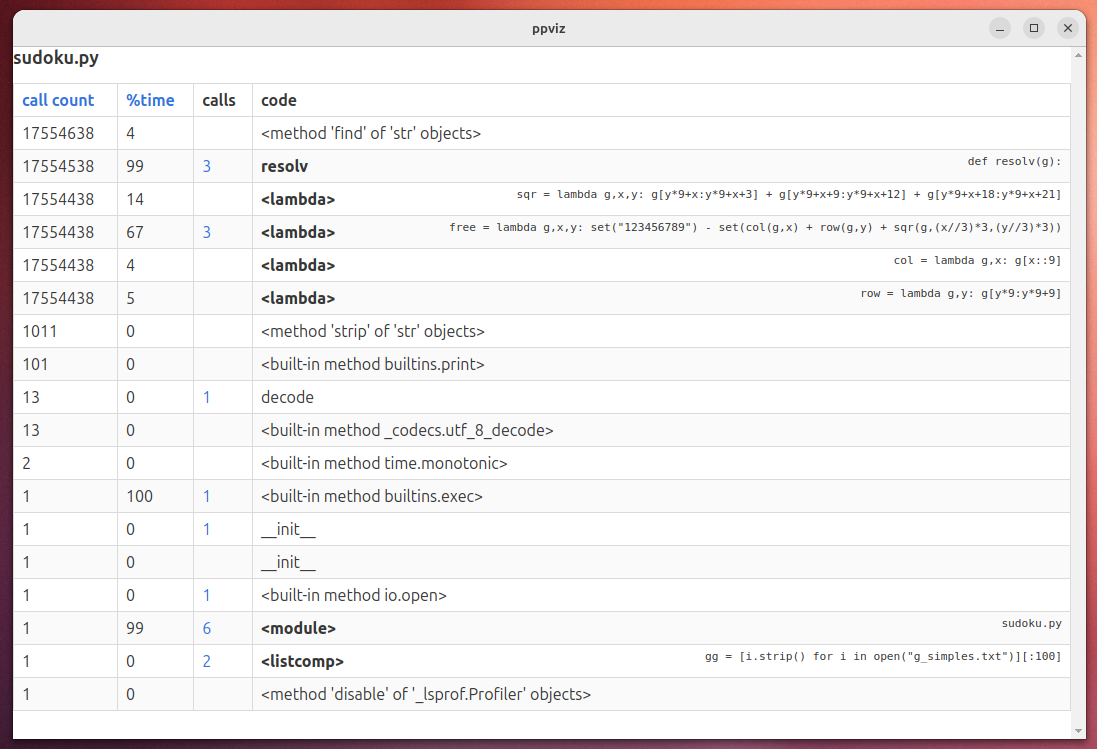 ppviz
sudoku.py
call count %time calls code
17554638 4 <method 'find' of 'str' objects>
17554538 99 3 resolv def resolv(g):
17554438 14 <lambda> sqr = lambda g,x,y: g[y*9+x:y*9+x+3] + g[y*9+x+9:y*9+x+12] + g[y*9+x+18:y*9+x+21]
17554438 67 3 <lambda> free = lambda g,x,y: set("123456789") - set(col(g,x) + row(g,y) + sqr(g,(x//3)*3,(y//3)*3))
17554438 4 <lambda> col = lambda g,x: g[x::9]
17554438 5 <lambda> row = lambda g,y: g[y*9:y*9+9]
1011 0 <method 'strip' of 'str' objects>
101 0 <built-in method builtins.print>
13 0 1 decode
13 0 <built-in method _codecs.utf_8_decode>
2 0 <built-in method time.monotonic>
1 100 1 <built-in method builtins.exec>
1 0 1 __init__
1 0 __init__
1 0 1 <built-in method io.open>
1 99 6 <module> sudoku.py
1 0 2 <listcomp> gg = [i.strip() for i in open("g_simples.txt")][:100]
1 0 <method 'disable' of '_lsprof.Profiler' objects>